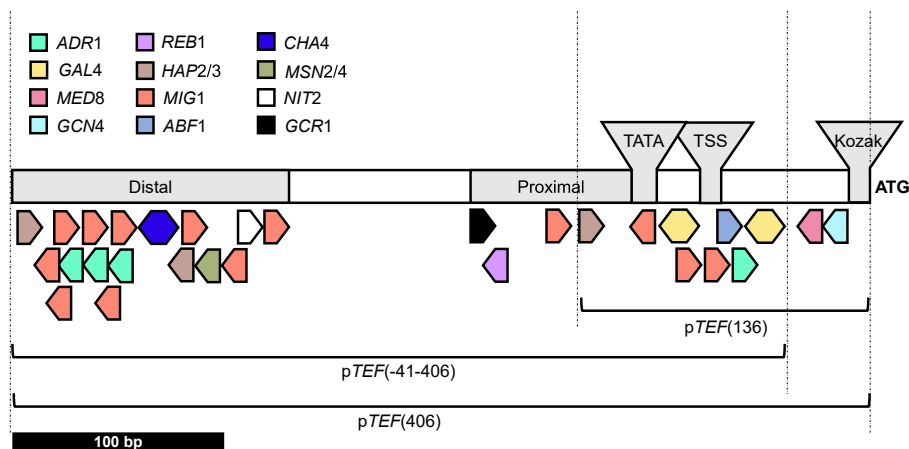 ADR1 REB1 CHA4
GAL4 HAP2/3 MSN2/4
MED8 MIG1 NIT2
GCN4 ABF1 GCR1
TATA TSS Kozak
Distal Proximal ATG
pTEF(136)
pTEF(-41-406)
pTEF(406)
100 bp